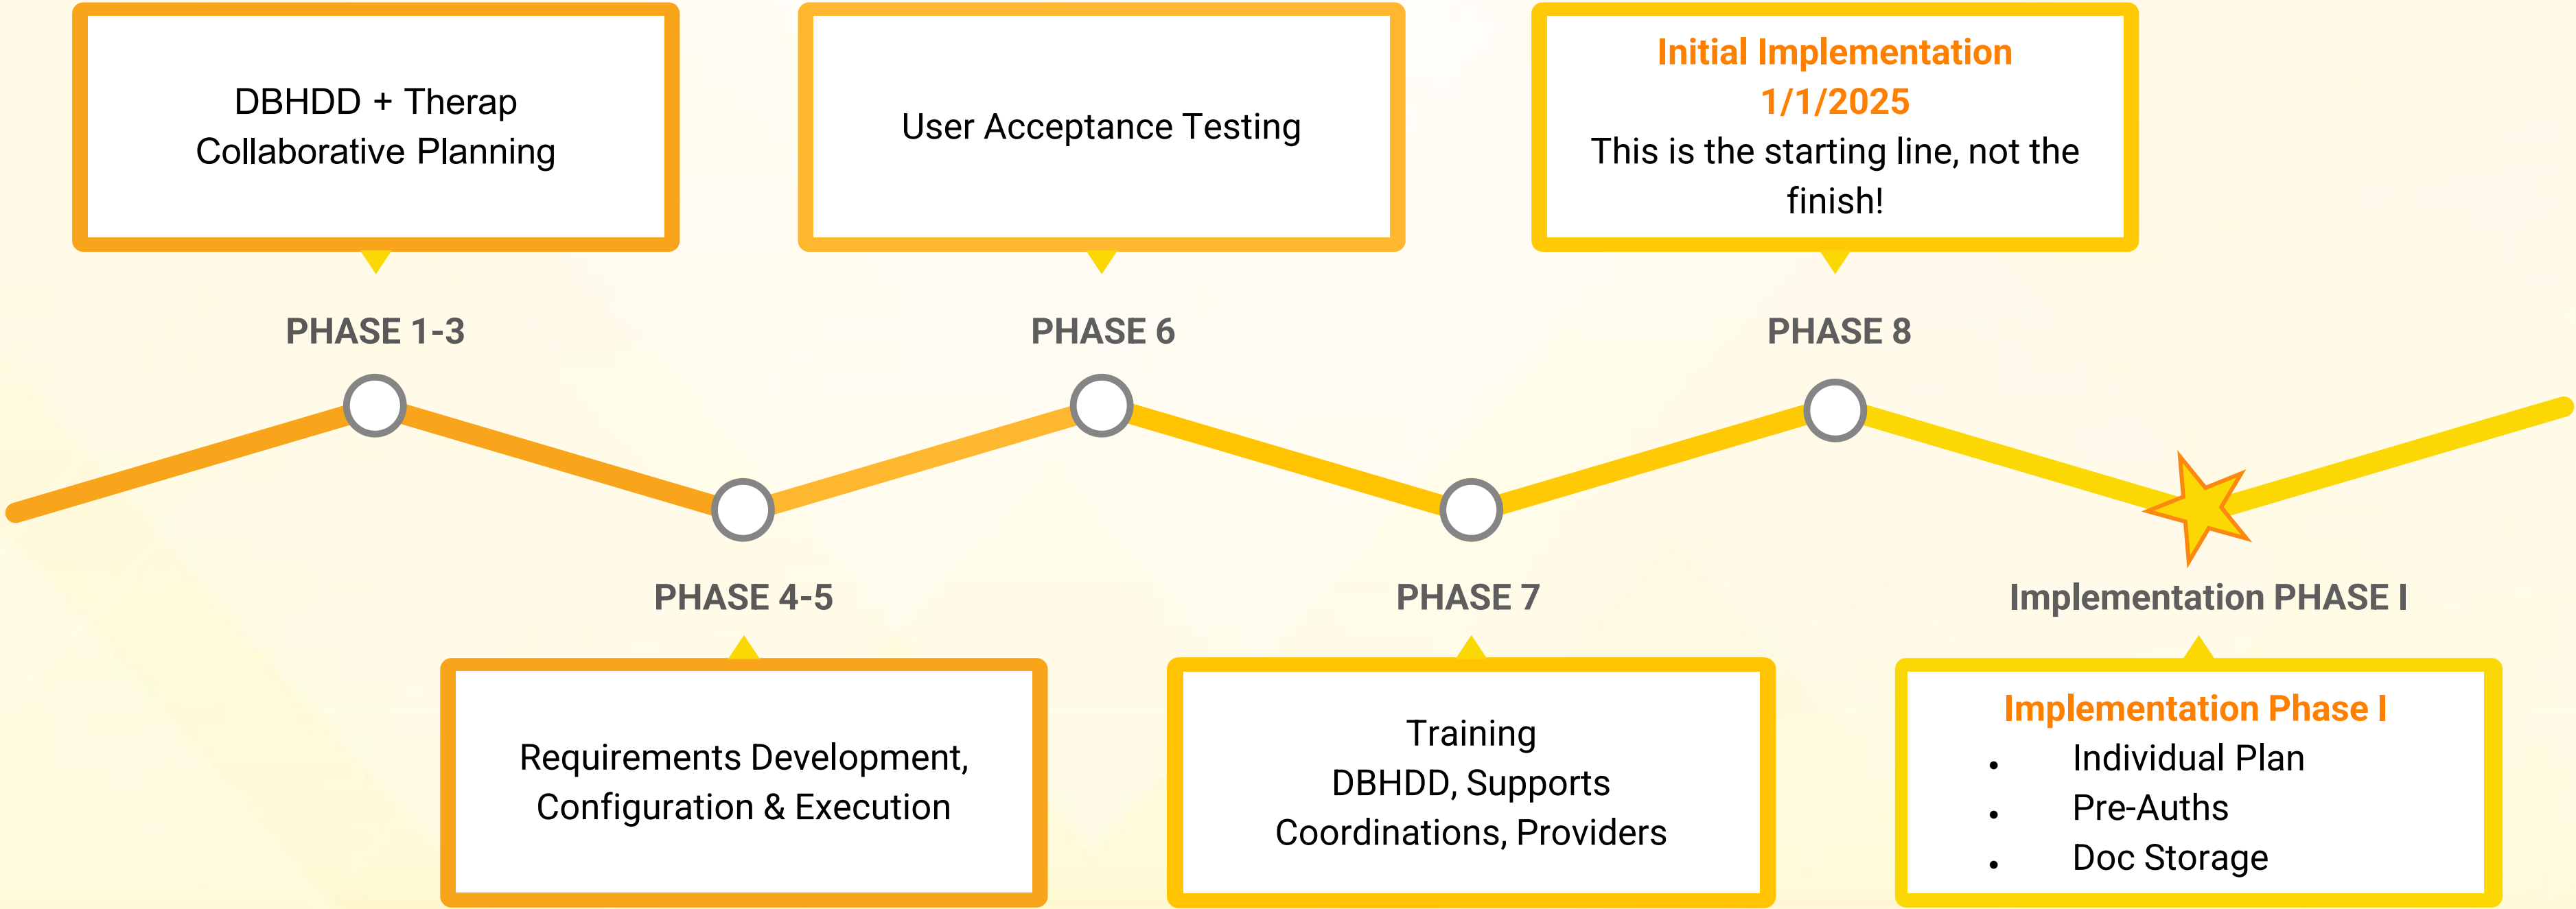 DBHDD + Therap
Collaborative Planning
PHASE 1-3
User Acceptance Testing
PHASE 6
Initial Implementation
1/1/2025
This is the starting line, not the
finish!
PHASE 8
PHASE 4-5
Requirements Development,
Configuration & Execution
PHASE 7
Training
DBHDD, Supports
Coordinations, Providers
Implementation PHASE I
Implementation Phase I
• Individual Plan
• Pre-Auths
• Doc Storage